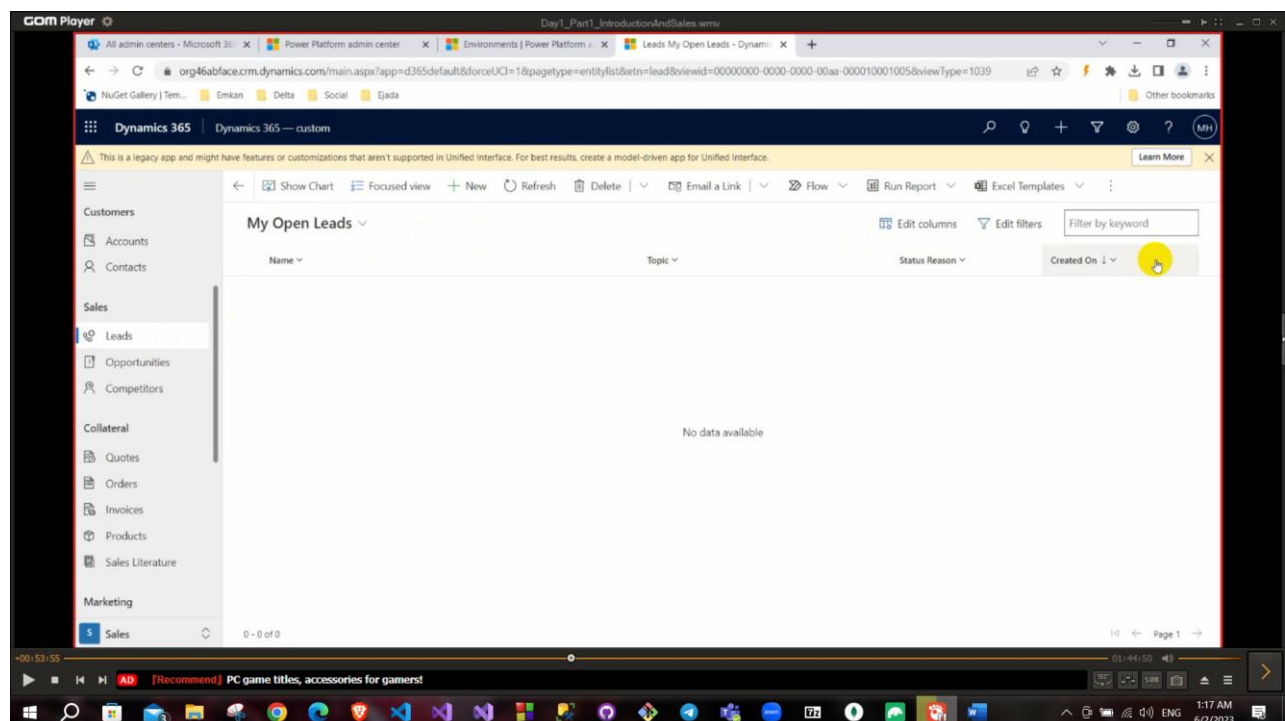 GOM Player
Day1_Part1_IntroductionAndSales.wmv
All admin centers - Microsoft 36
Power Platform admin center
Environments | Power Platform a
Leads My Open Leads - Dynamic
org46abface.crm.dynamics.com/main.aspx?app=d365default&forceUCI=1&pagetype=entitylist&etn=lead&viewid=00000000-0000-0000-00aa-000010001005&viewType=1039
NuGet Gallery | Tem...
Emkan
Delta
Social
Ejada
Other bookmarks
Dynamics 365
Dynamics 365 — custom
MH
This is a legacy app and might have features or customizations that aren't supported in Unified Interface. For best results, create a model-driven app for Unified Interface.
Learn More
Show Chart
Focused view
New
Refresh
Delete
Email a Link
Flow
Run Report
Excel Templates
Customers
Accounts
Contacts
Sales
Leads
Opportunities
Competitors
Collateral
Quotes
Orders
Invoices
Products
Sales Literature
Marketing
S Sales
My Open Leads
Edit columns
Edit filters
Filter by keyword
Name
Topic
Status Reason
Created On
No data available
0 - 0 of 0
Page 1
-00:53:55
01:44:50
AD
[Recommend] PC game titles, accessories for gamers!
360°
SUB
zoom
ENG
1:17 AM
6/2/2023